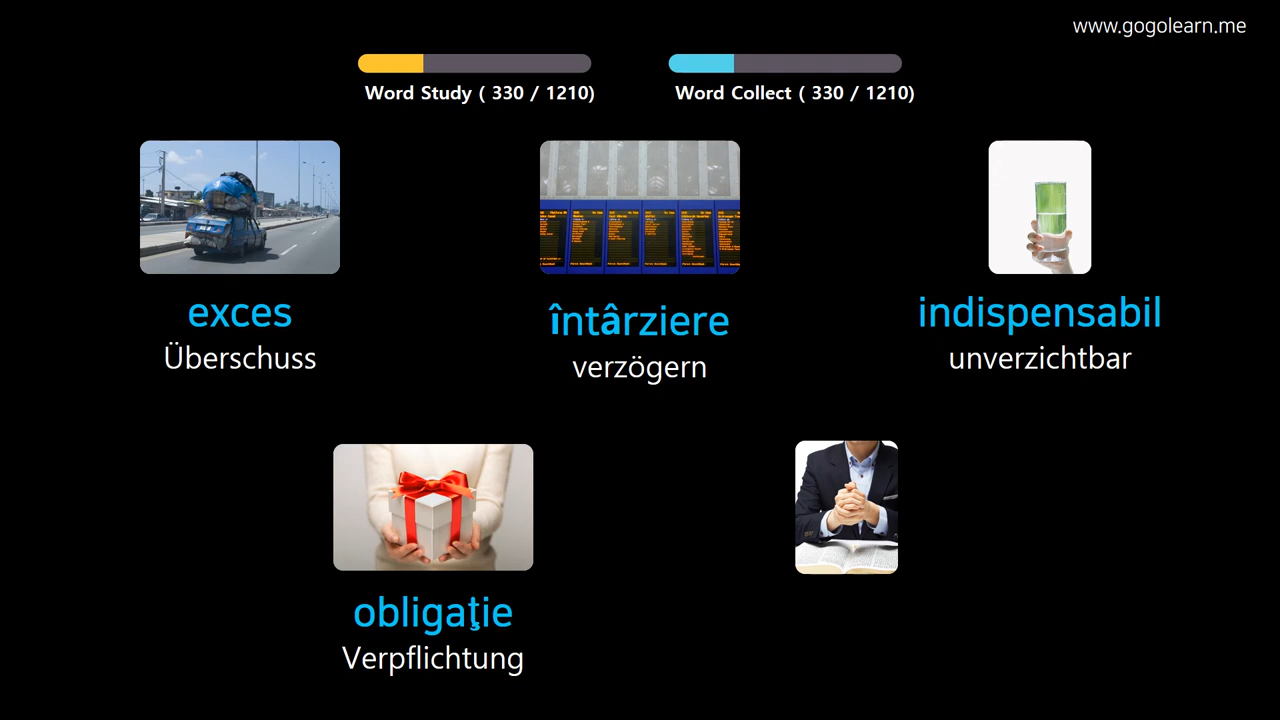 www.gogolearn.me
Word Study ( 330 / 1210)
Word Collect ( 330 / 1210)
exces
Überschuss
întârziere
verzögern
indispensabil
unverzichtbar
obligaţie
Verpflichtung